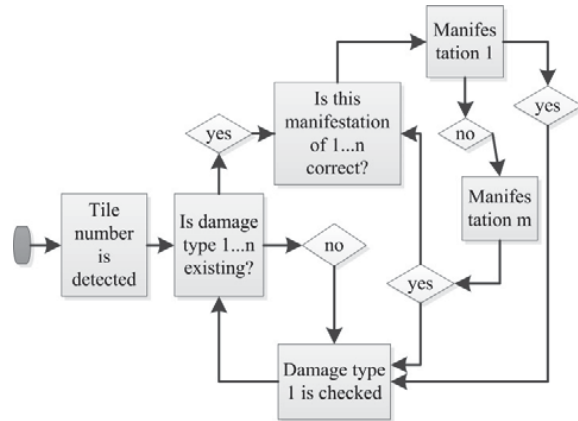 Tile
number
is
detected
Is damage
type 1...n
existing?
yes
no
Is this
manifestation
of 1...n
correct?
Manifes
tation 1
yes
no
Manifes
tation m
yes
Damage type
1 is checked